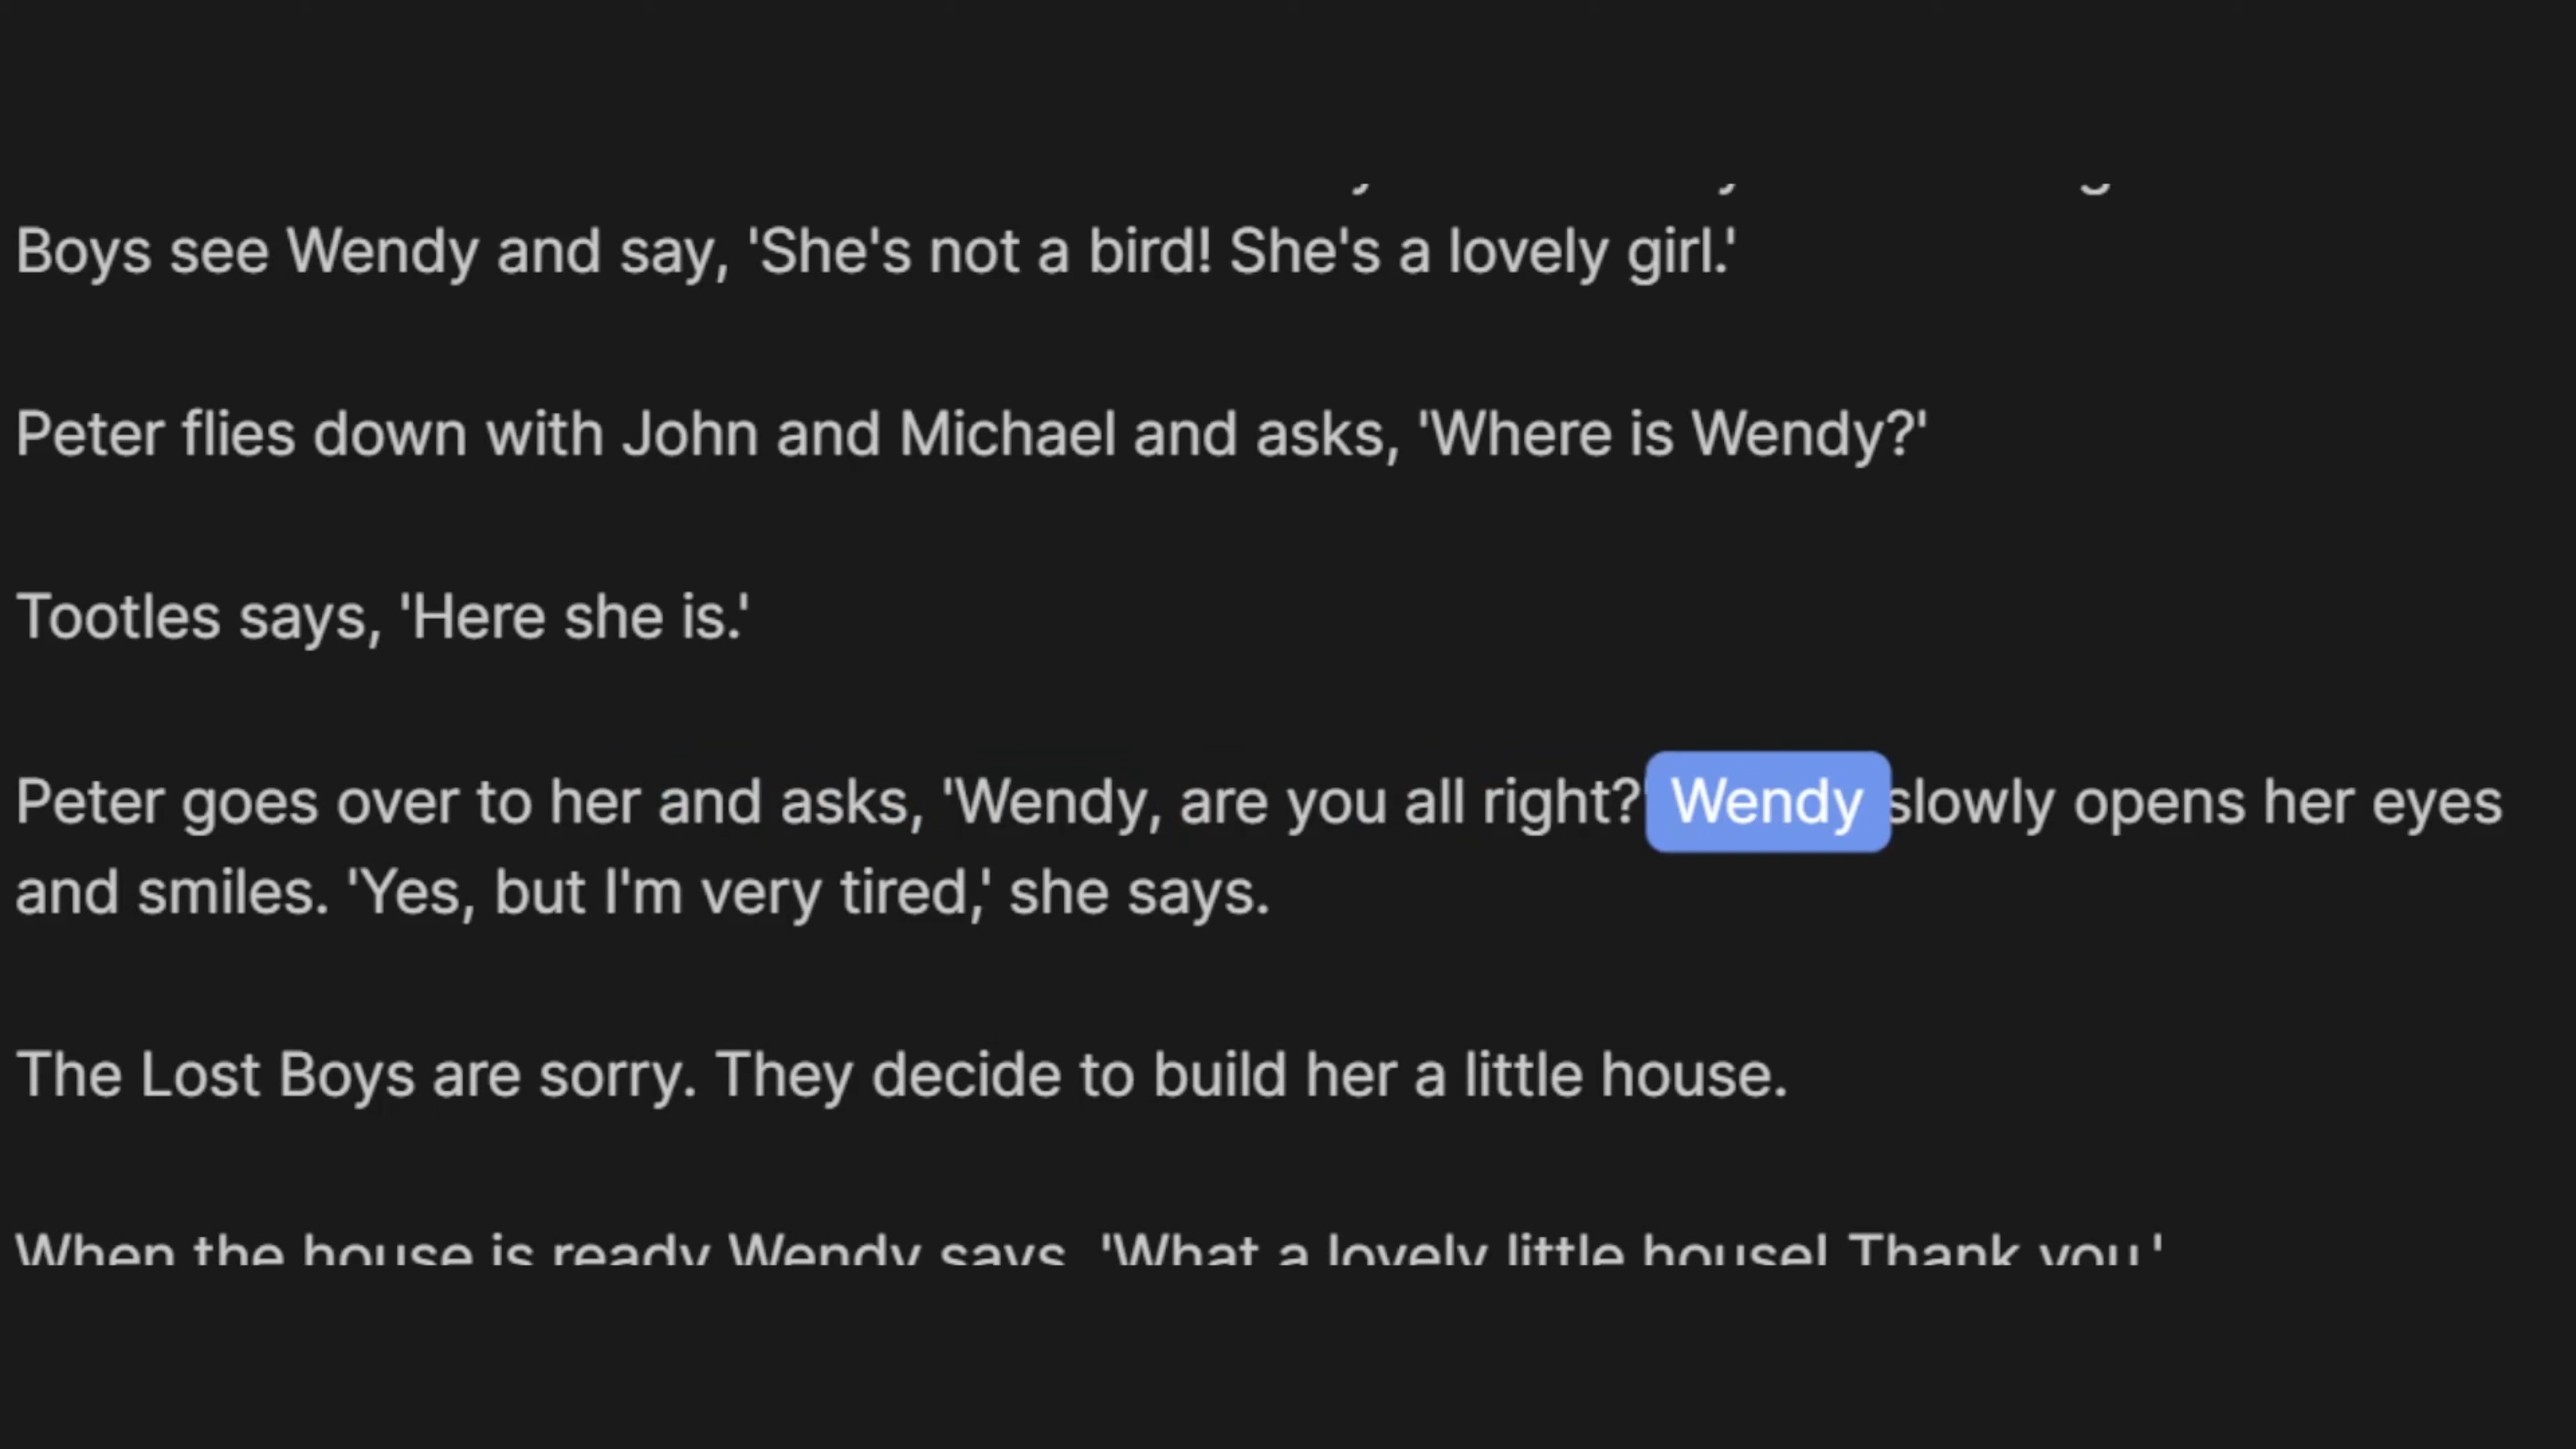 Boys see Wendy and say, 'She's not a bird! She's a lovely girl.'
Peter flies down with John and Michael and asks, 'Where is Wendy?'
Tootles says, 'Here she is.'
Peter goes over to her and asks, 'Wendy, are you all right?' Wendy slowly opens her eyes
and smiles. 'Yes, but I'm very tired,' she says.
The Lost Boys are sorry. They decide to build her a little house.
When the house is ready Wendy says, 'What a lovely little house! Thank you.'